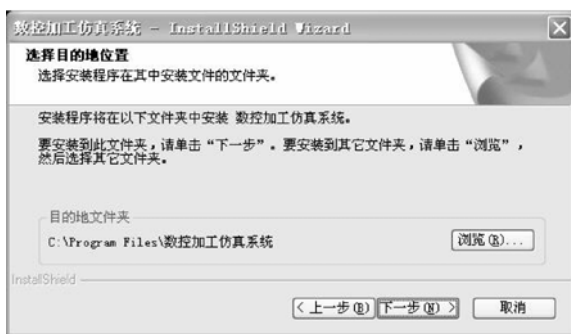 数控加工仿真系统 - InstallShield Wizard
选择目的地位置
选择安装程序在其中安装文件的文件夹。
安装程序将在以下文件夹中安装 数控加工仿真系统。
要安装到此文件夹，请单击“下一步”。要安装到其它文件夹，请单击“浏览”，
然后选择其它文件夹。
目的地文件夹
C:\Program Files\数控加工仿真系统
浏览(R)...
InstallShield
< 上一步(B) 下一步(N) > 取消